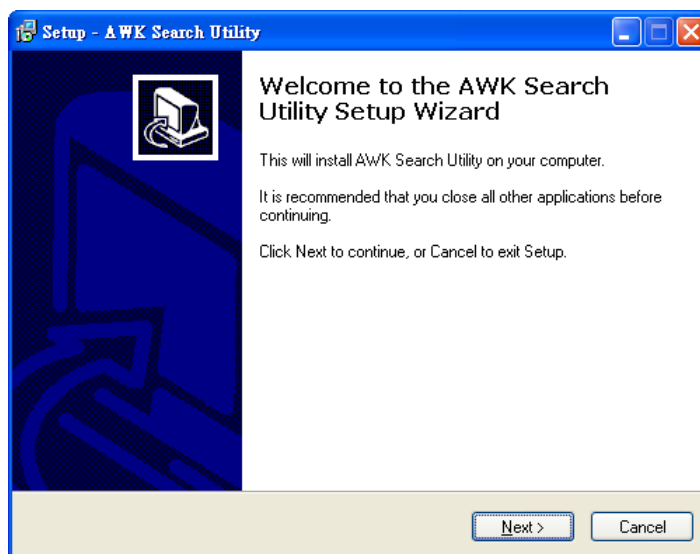 Setup - AWK Search Utility
Welcome to the AWK Search
Utility Setup Wizard
This will install AWK Search Utility on your computer.
It is recommended that you close all other applications before
continuing.
Click Next to continue, or Cancel to exit Setup.
Next >
Cancel